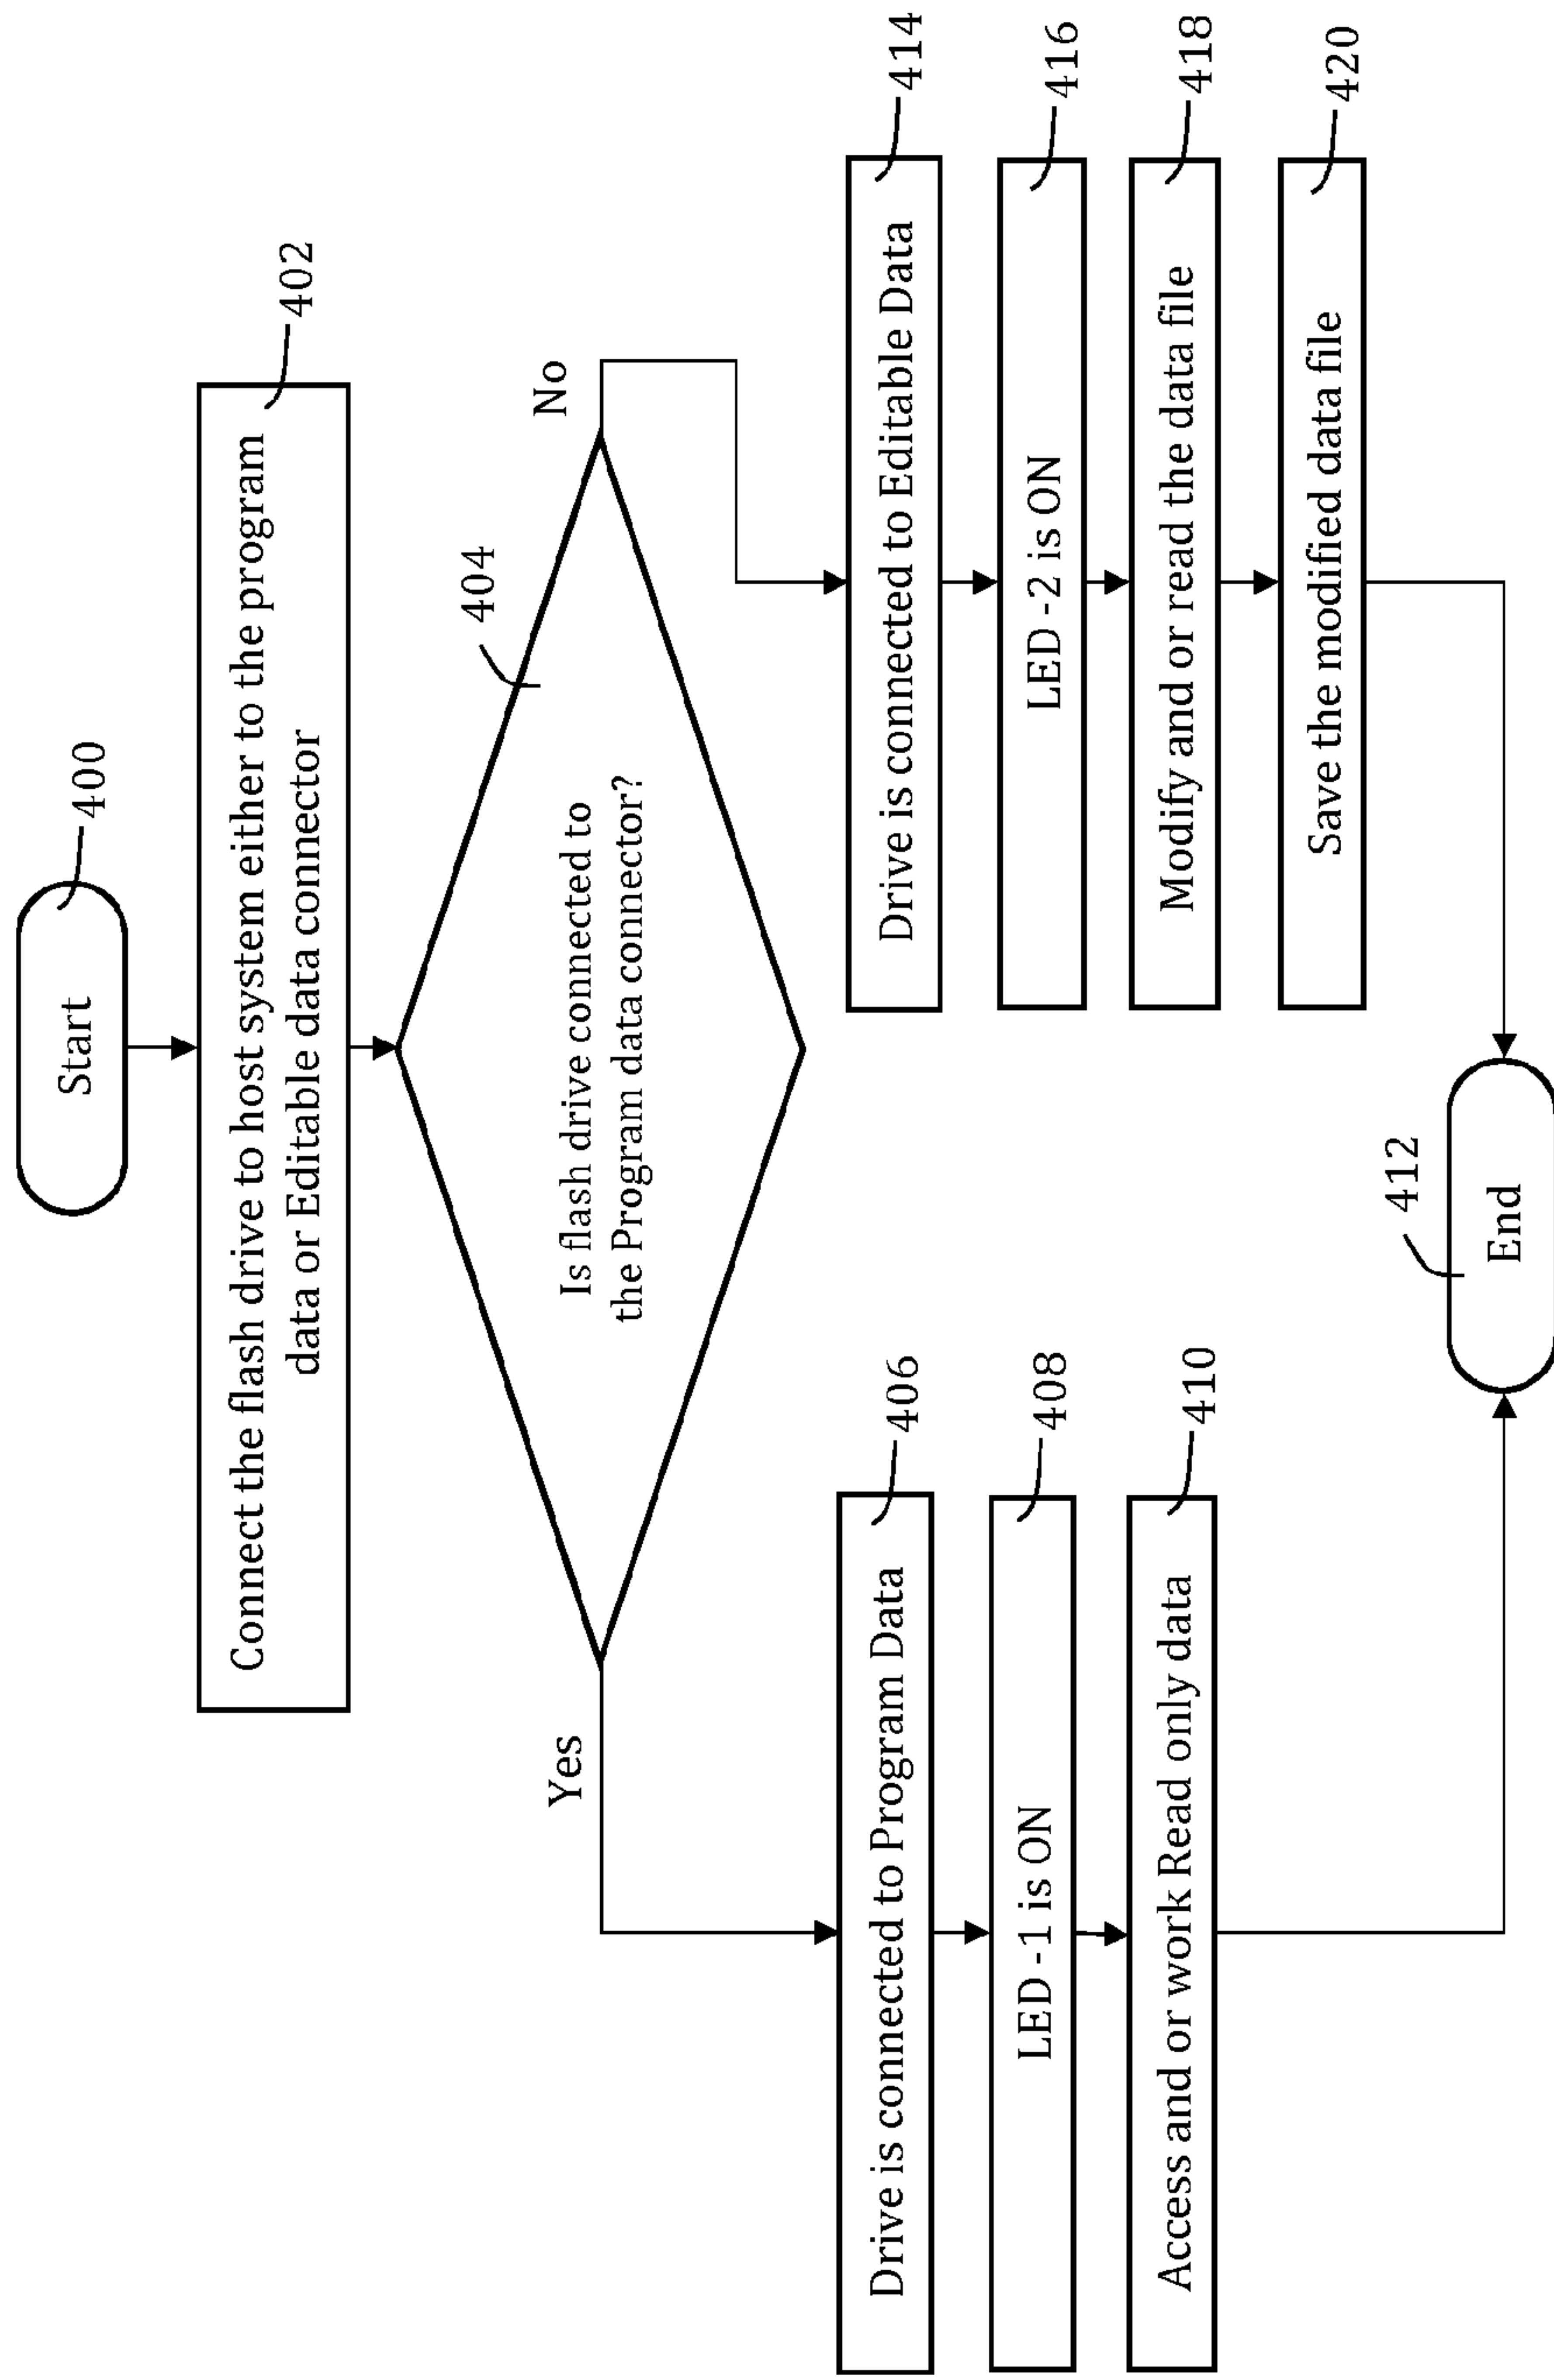 Start
400
Connect the flash drive to host system either to the program
data or Editable data connector
402
404
Is flash drive connected to
the Program data connector?
Yes
No
Drive is connected to Program Data
406
LED -1 is ON
408
Access and or work Read only data
410
Drive is connected to Editable Data
414
LED -2 is ON
416
Modify and or read the data file
418
Save the modified data file
420
412
End